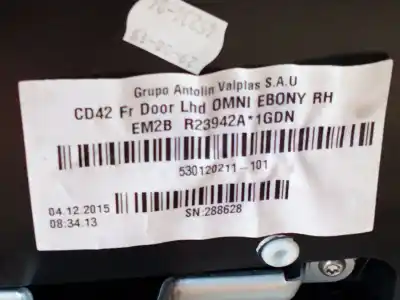 Grupo Antolin Valplas S.A.U
CD42 Fr Door Lhd OMNI EBONY RH
EM2B R23942A*1GDN
530120211-101
04.12.2015
08:34.13
SN:288628